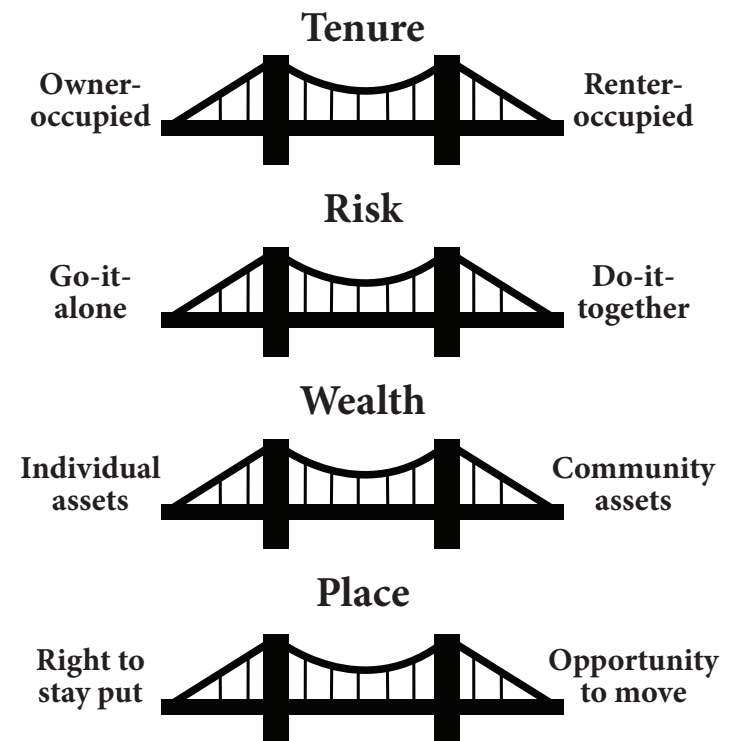 Tenure
Owner-
occupied
Renter-
occupied
Risk
Go-it-
alone
Do-it-
together
Wealth
Individual
assets
Community
assets
Place
Right to
stay put
Opportunity
to move